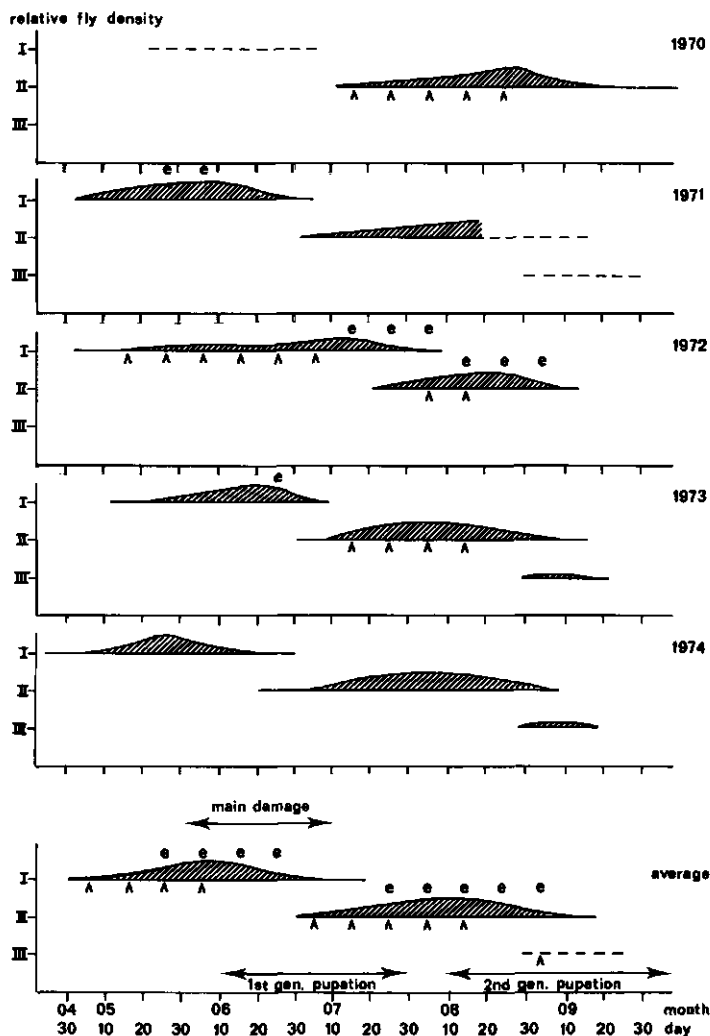 relative fly density
I
1970
II
III
e e
I
1971
II
III
e e e
I
1972
e e e
II
III
e
I
1973
II
III
I
1974
II
III
main damage
e e e e
I
average
e e e e e
II
III
1st gen. pupation
2nd gen. pupation
04 05 06 07 08 09 month
30 10 20 30 10 20 30 10 20 30 10 20 30 10 20 30 day